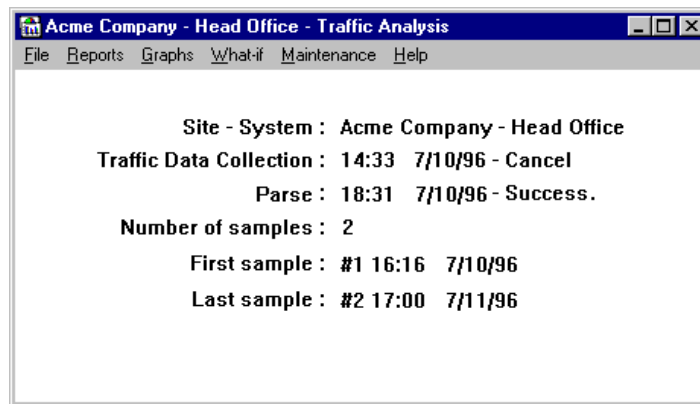 Acme Company - Head Office - Traffic Analysis
File Reports Graphs What-if Maintenance Help
Site - System : Acme Company - Head Office
Traffic Data Collection : 14:33 7/10/96 - Cancel
Parse : 18:31 7/10/96 - Success.
Number of samples : 2
First sample : #1 16:16 7/10/96
Last sample : #2 17:00 7/11/96